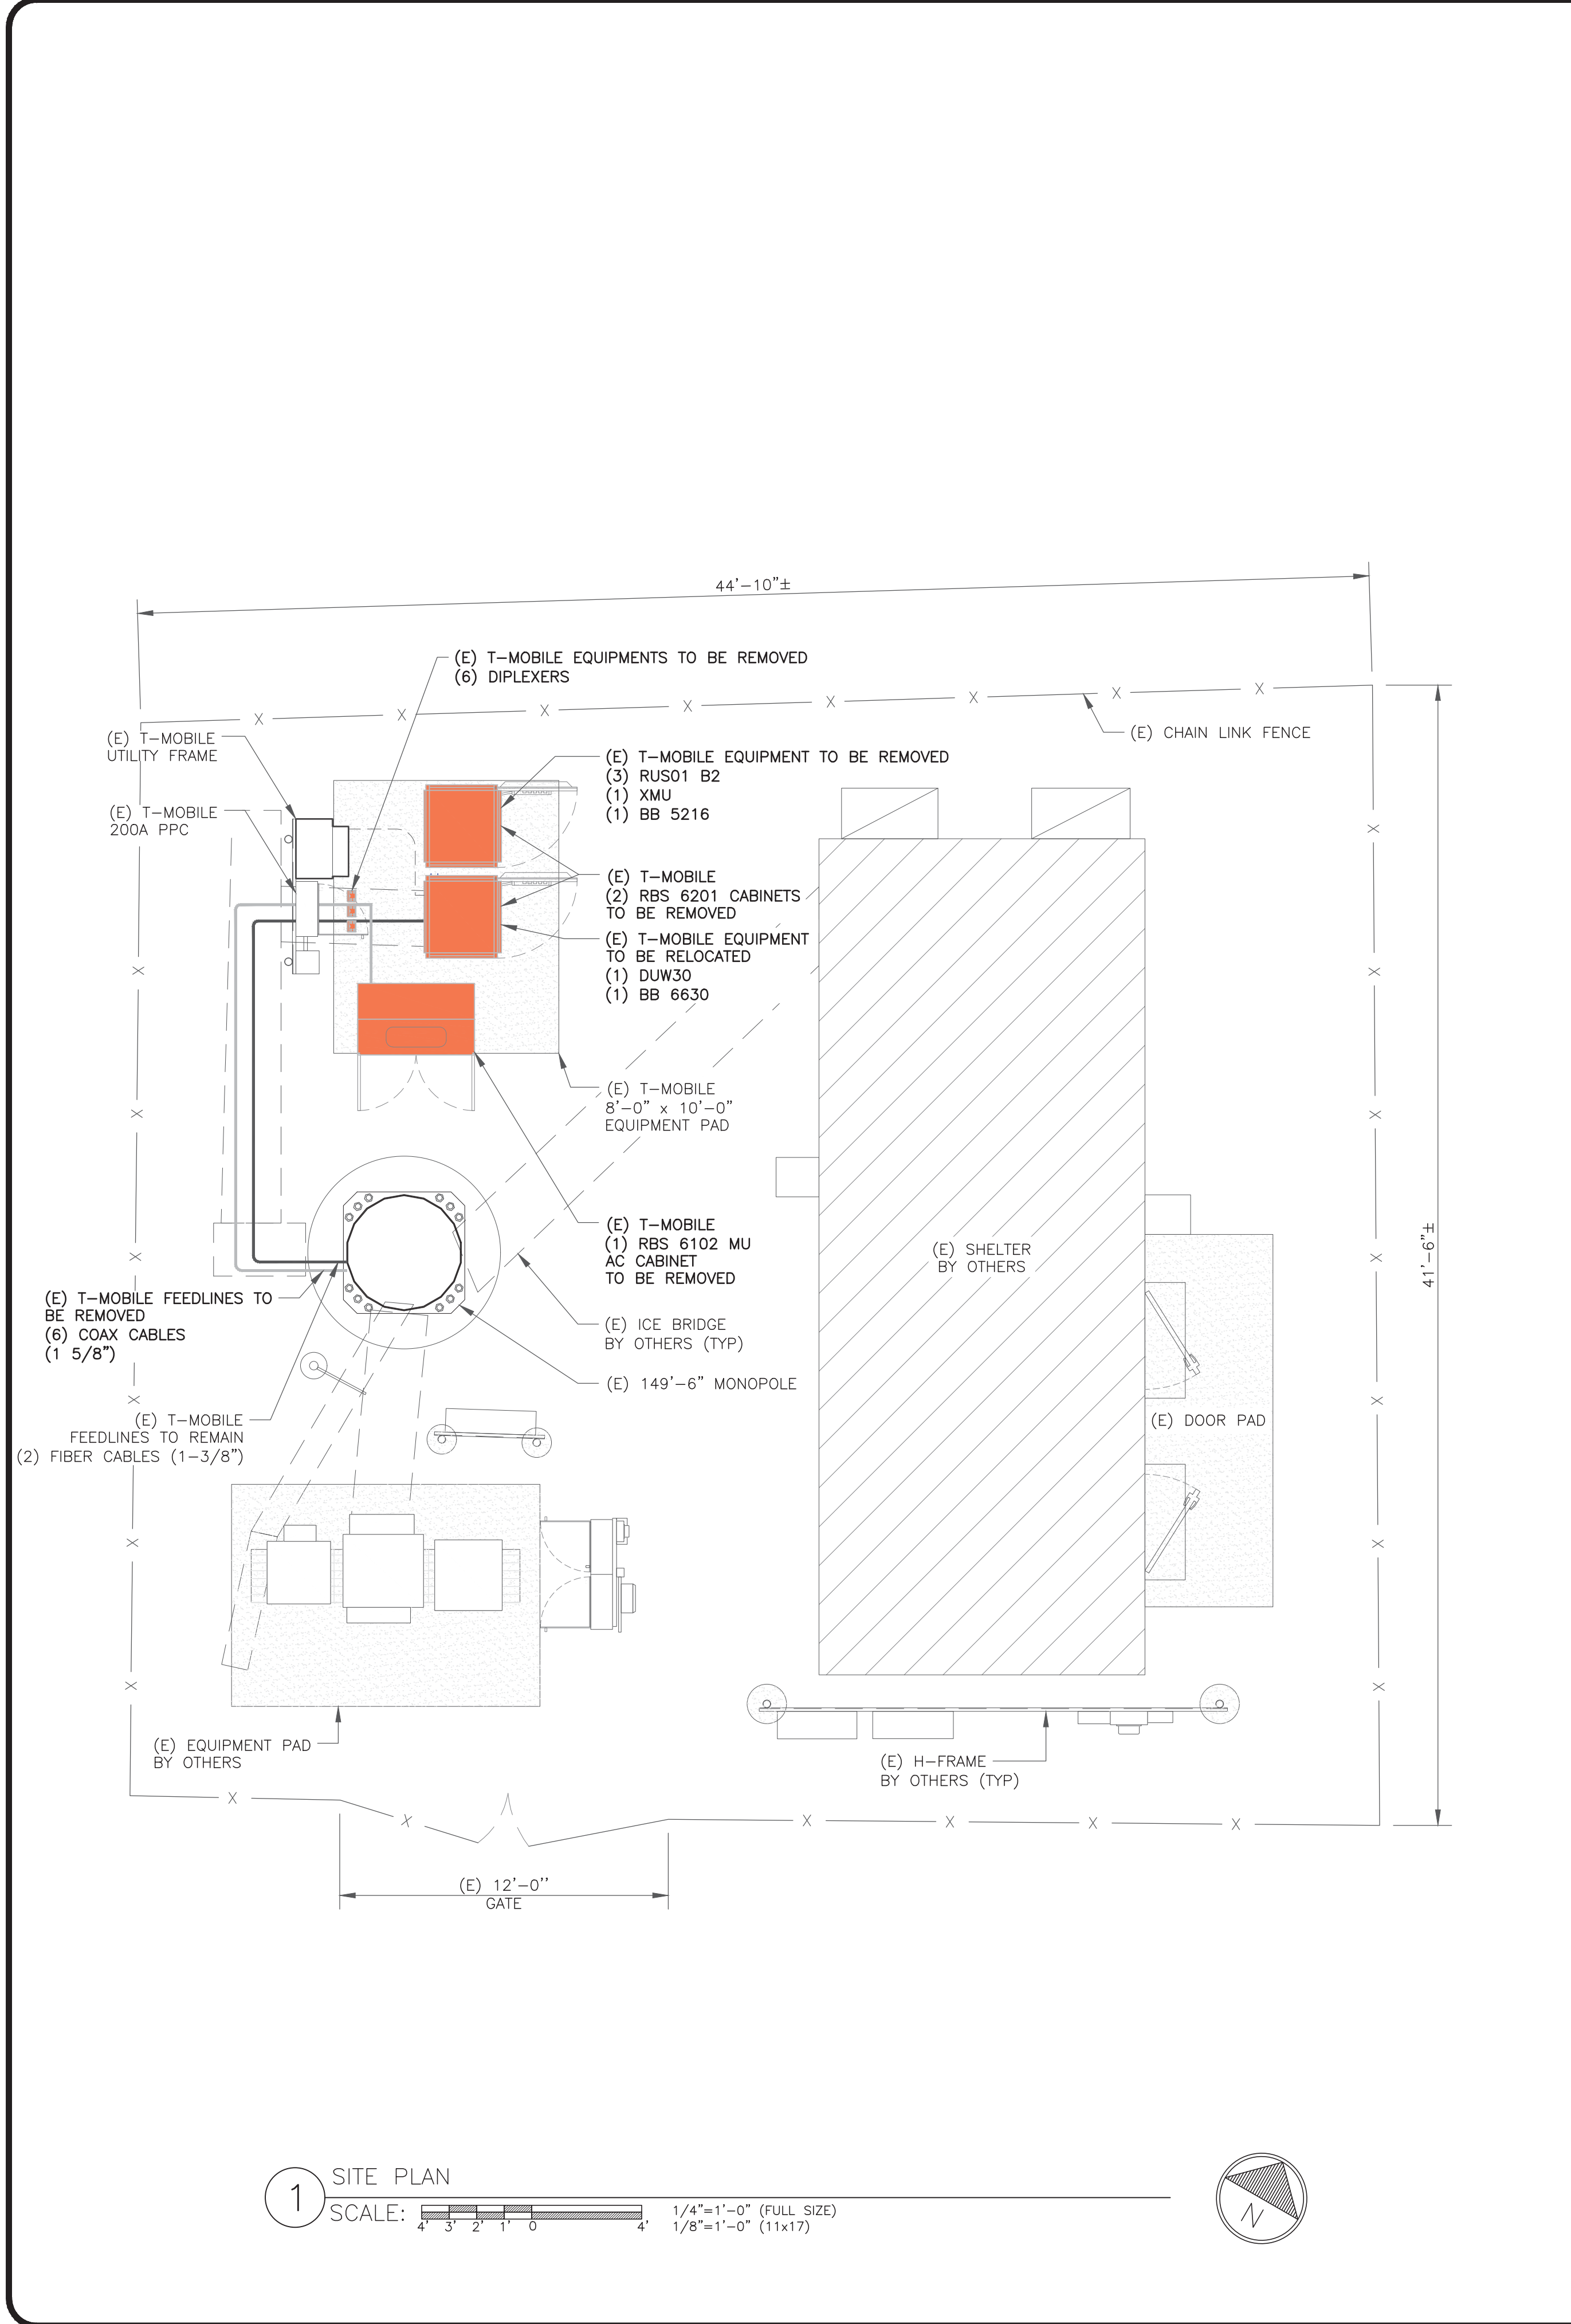 44'-10"±
(E) T-MOBILE EQUIPMENTS TO BE REMOVED
(6) DIPLEXERS
(E) CHAIN LINK FENCE
(E) T-MOBILE
UTILITY FRAME
(E) T-MOBILE
200A PPC
(E) T-MOBILE EQUIPMENT TO BE REMOVED
(3) RUS01 B2
(1) XMU
(1) BB 5216
(E) T-MOBILE
(2) RBS 6201 CABINETS
TO BE REMOVED
(E) T-MOBILE EQUIPMENT
TO BE RELOCATED
(1) DUW30
(1) BB 6630
(E) T-MOBILE
8'-0" x 10'-0"
EQUIPMENT PAD
(E) T-MOBILE
(1) RBS 6102 MU
AC CABINET
TO BE REMOVED
(E) SHELTER
BY OTHERS
41'-6"±
(E) T-MOBILE FEEDLINES TO
BE REMOVED
(6) COAX CABLES
(1 5/8")
(E) ICE BRIDGE
BY OTHERS (TYP)
(E) 149'-6" MONOPOLE
(E) T-MOBILE
FEEDLINES TO REMAIN
(2) FIBER CABLES (1-3/8")
(E) DOOR PAD
(E) EQUIPMENT PAD
BY OTHERS
(E) H-FRAME
BY OTHERS (TYP)
(E) 12'-0''
GATE
1
SITE PLAN
SCALE:
4' 3' 2' 1' 0 4'
1/4"=1'-0" (FULL SIZE)
1/8"=1'-0" (11x17)
N